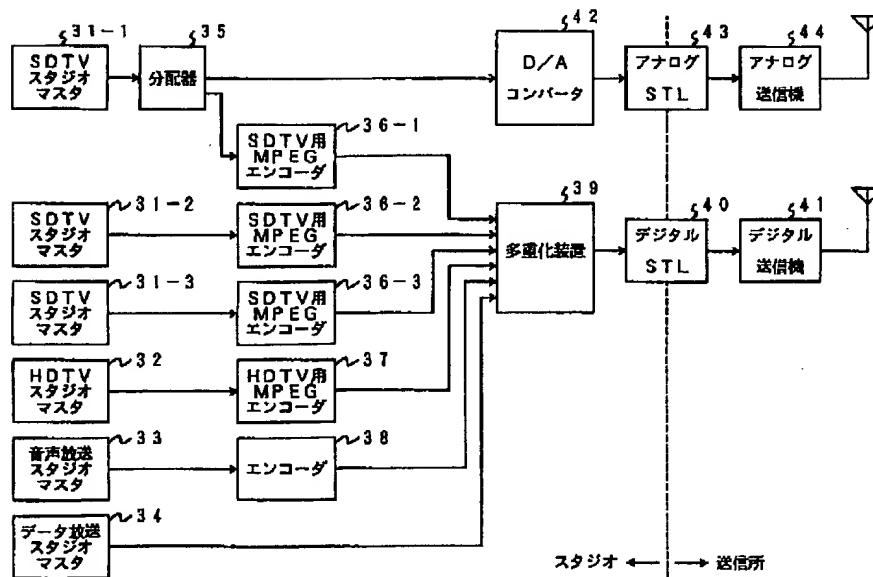 31-1
SDTV
スタジオ
マスタ
35
分配器
42
D/A
コンバータ
43
アナログ
STL
44
アナログ
送信機
36-1
SDTV用
MPEG
エンコーダ
31-2
SDTV
スタジオ
マスタ
36-2
SDTV用
MPEG
エンコーダ
39
多重化装置
40
デジタル
STL
41
デジタル
送信機
31-3
SDTV
スタジオ
マスタ
36-3
SDTV用
MPEG
エンコーダ
32
HDTV
スタジオ
マスタ
37
HDTV用
MPEG
エンコーダ
33
音声放送
スタジオ
マスタ
38
エンコーダ
34
データ放送
スタジオ
マスタ
スタジオ
送信所